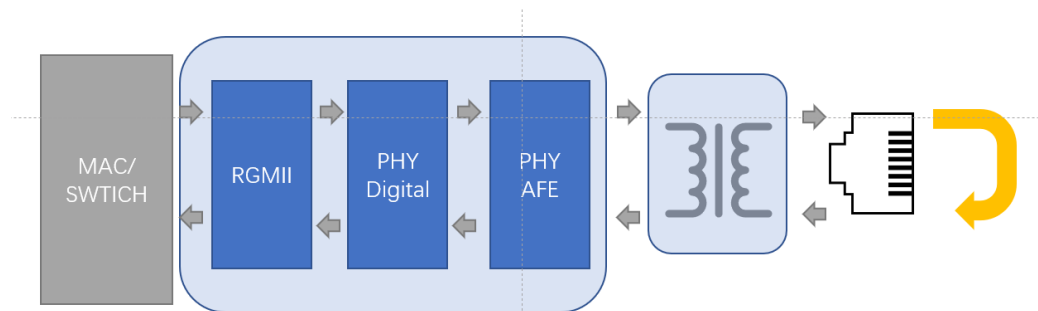 MAC/
SWTICH
RGMII
PHY
Digital
PHY
AFE